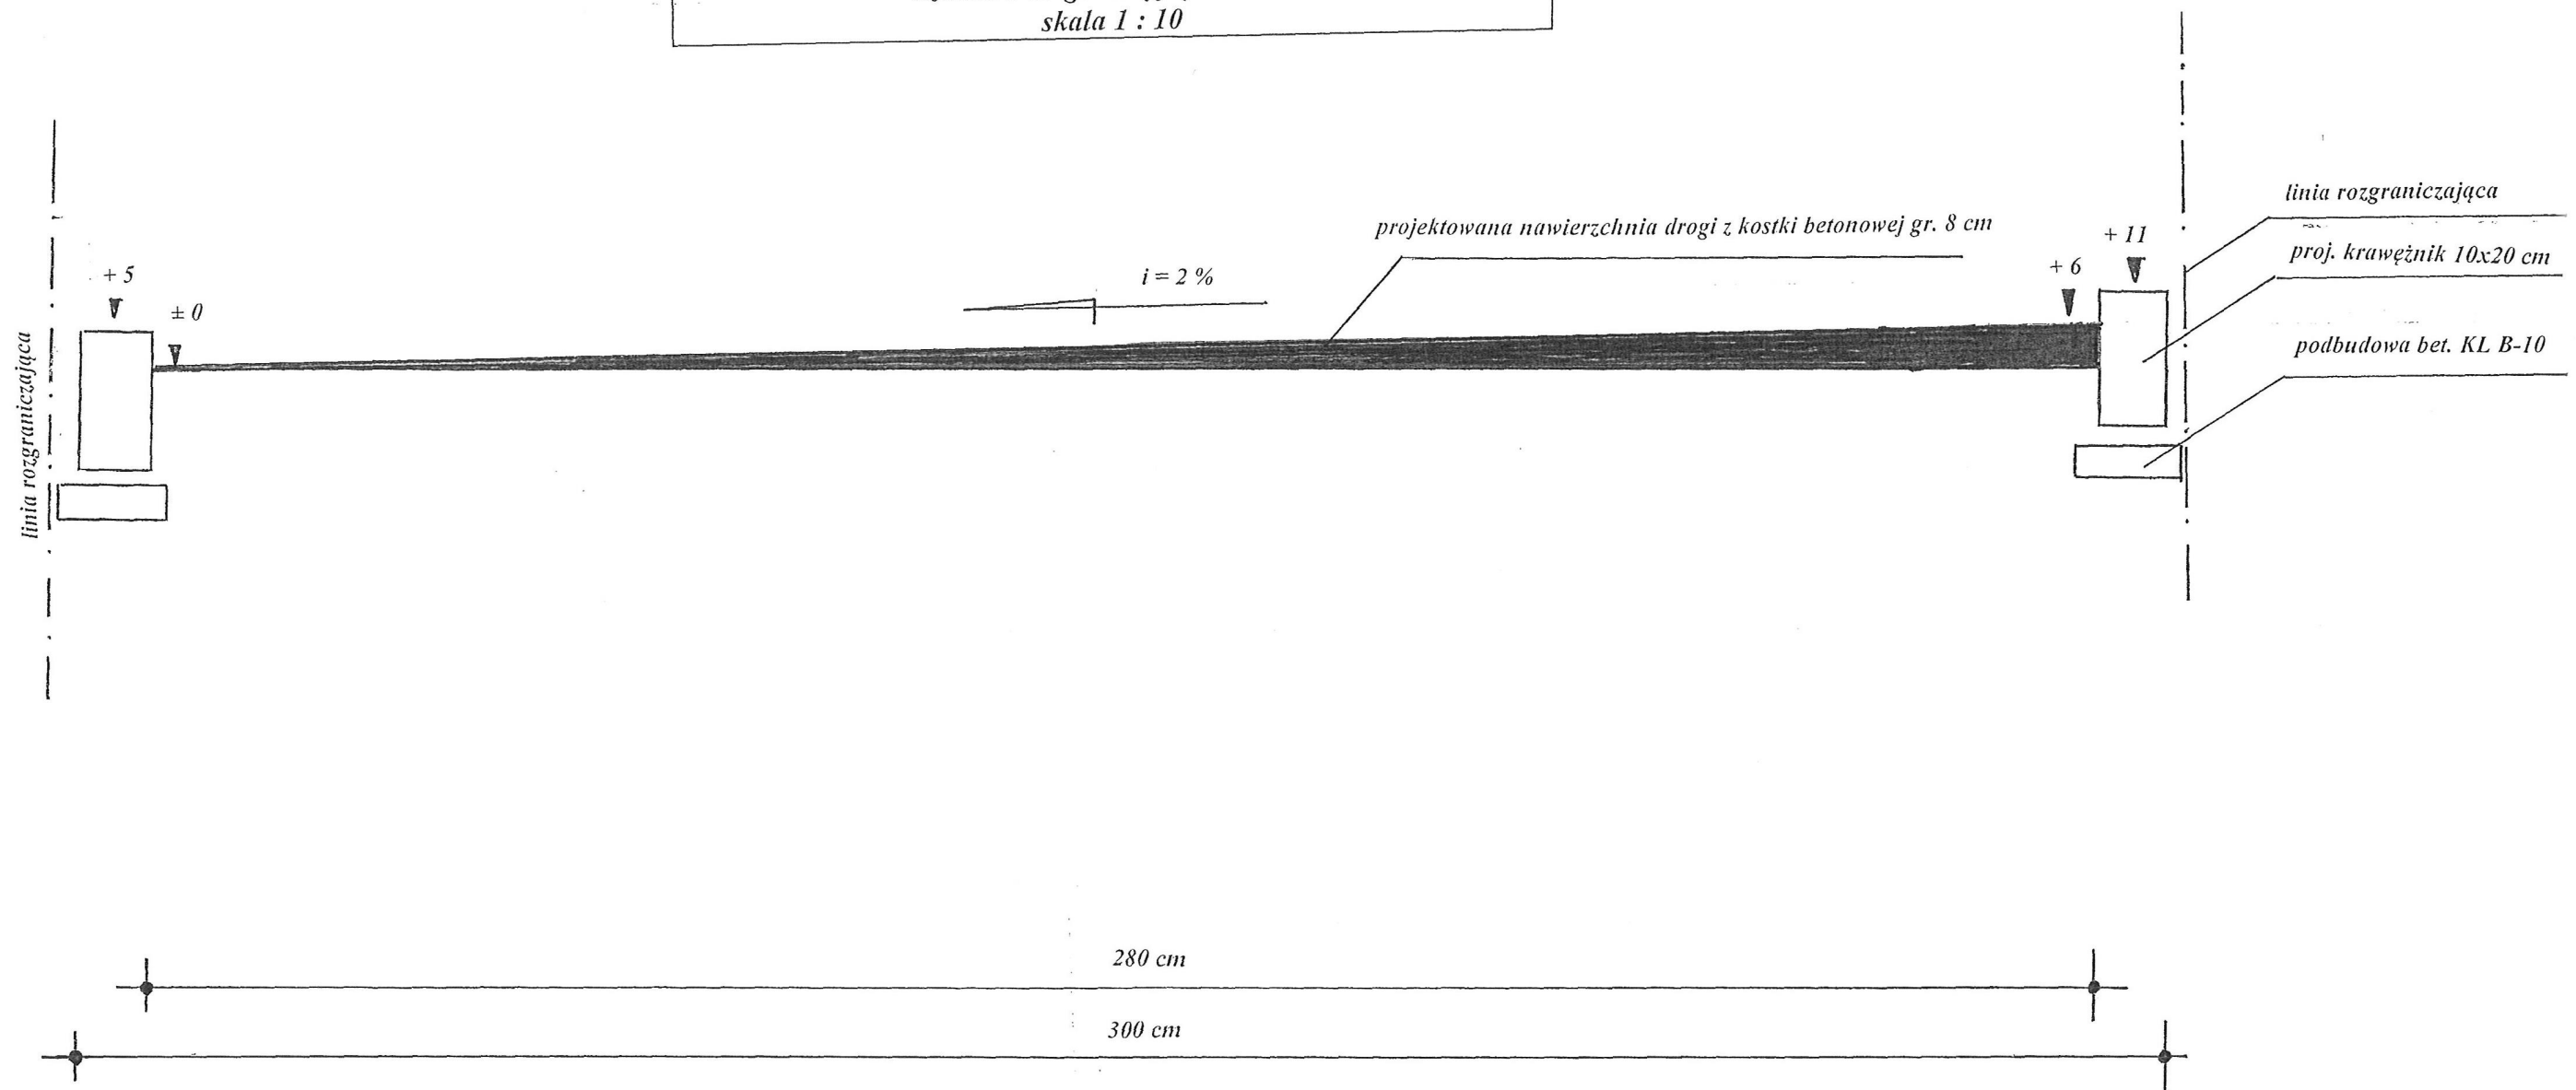 skala 1 : 10
linia rozgraniczająca
projektowana nawierzchnia drogi z kostki betonowej gr. 8 cm
+ 11
proj. krawężnik 10x20 cm
+ 6
+ 5
i = 2 %
± 0
podbudowa bet. KL B-10
linia rozgraniczająca
280 cm
300 cm